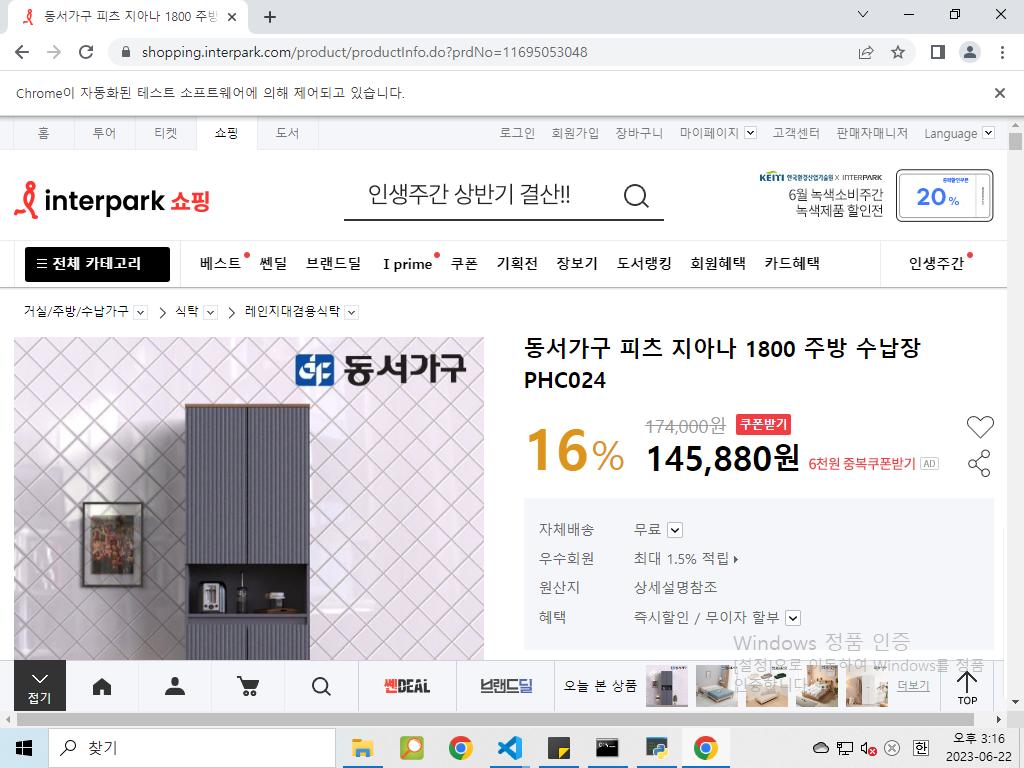 동서가구 피츠 지아나 1800 주방
shopping.interpark.com/product/productInfo.do?prdNo=11695053048
Chrome이 자동화된 테스트 소프트웨어에 의해 제어되고 있습니다.
홈 투어 티켓 쇼핑 도서 로그인 회원가입 장바구니 마이페이지 고객센터 판매자매니저 Language
interpark 쇼핑
인생주간 상반기 결산!!
KEITI 한국환경산업기술원 X INTERPARK
6월 녹색소비주간
녹색제품 할인전
20%
전체 카테고리 베스트 쎈딜 브랜드딜 I prime 쿠폰 기획전 장보기 도서랭킹 회원혜택 카드혜택 인생주간
거실/주방/수납가구 > 식탁 > 레인지대겸용식탁
동서가구
동서가구 피츠 지아나 1800 주방 수납장
PHC024
16% 174,000원 쿠폰받기
145,880원 6천원 중복쿠폰받기 AD
자체배송 무료
우수회원 최대 1.5% 적립
원산지 상세설명참조
혜택 즉시할인 / 무이자 할부
Windows 정품 인증
[설정]으로 이동하여 Windows를 정품
인증합니다.
접기 쎈DEAL 브랜드딜 오늘 본 상품 더보기 TOP
찾기
한
오후 3:16
2023-06-22